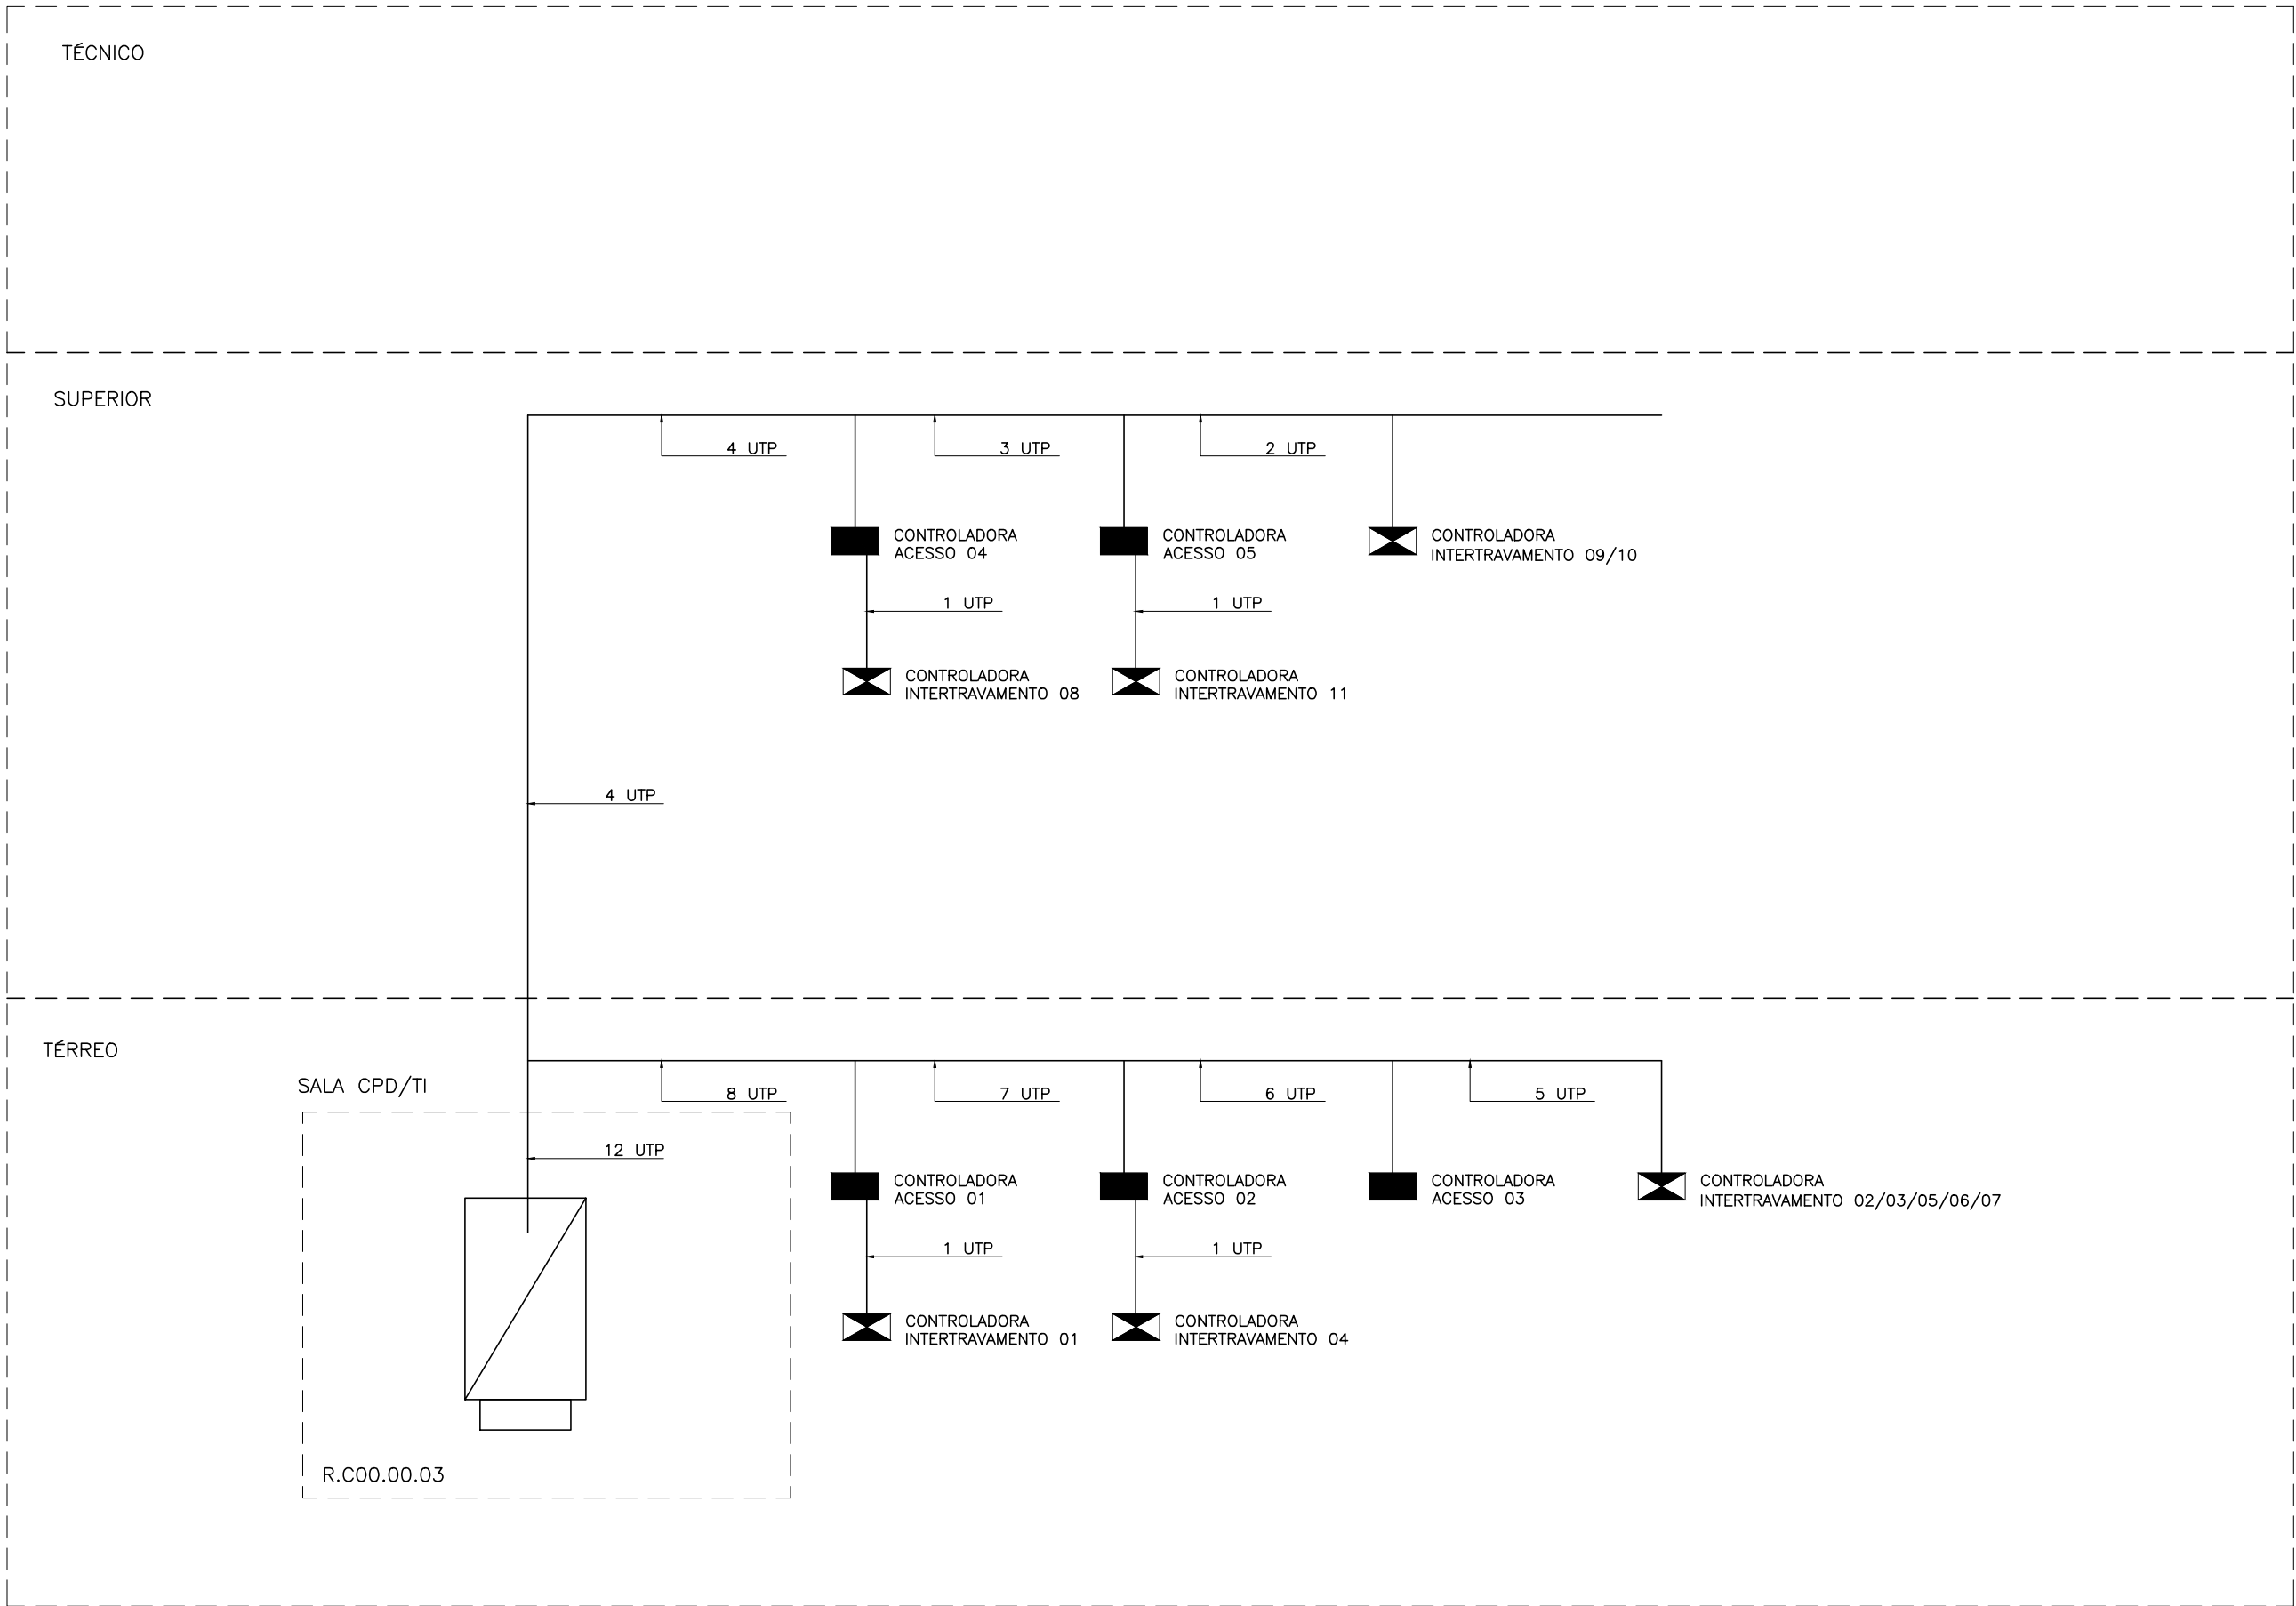 TÉCNICO
SUPERIOR
4 UTP
3 UTP
2 UTP
CONTROLADORA
ACESSO 04
CONTROLADORA
ACESSO 05
CONTROLADORA
INTERTRAVAMENTO 09/10
1 UTP
1 UTP
CONTROLADORA
INTERTRAVAMENTO 08
CONTROLADORA
INTERTRAVAMENTO 11
4 UTP
TÉRREO
SALA CPD/TI
8 UTP
7 UTP
6 UTP
5 UTP
12 UTP
CONTROLADORA
ACESSO 01
CONTROLADORA
ACESSO 02
CONTROLADORA
ACESSO 03
CONTROLADORA
INTERTRAVAMENTO 02/03/05/06/07
1 UTP
1 UTP
CONTROLADORA
INTERTRAVAMENTO 01
CONTROLADORA
INTERTRAVAMENTO 04
R.C00.00.03